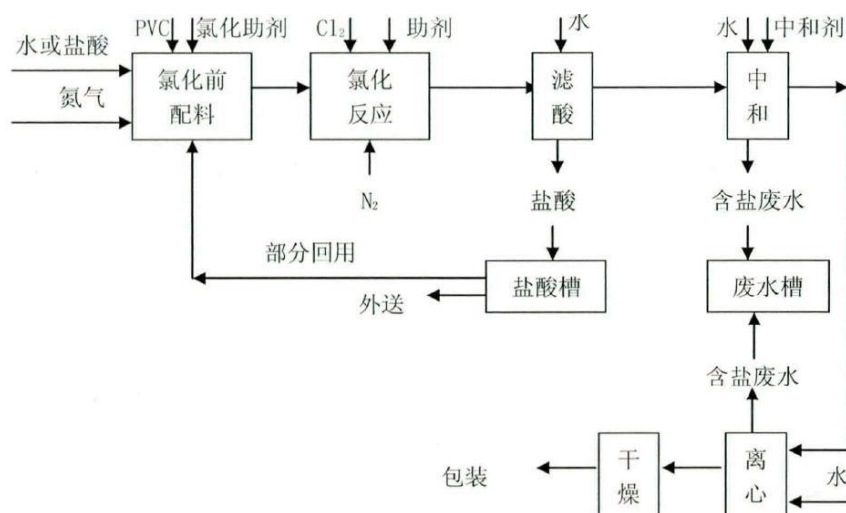 PVC 氯化助剂 Cl₂ 助剂 水 水 中和剂
水或盐酸
氮气
氯化前
配料
氯化
反应
滤
酸
中
和
N₂
盐酸
含盐废水
部分回用
外送
盐酸槽
废水槽
含盐废水
包装
干
燥
离
心
水